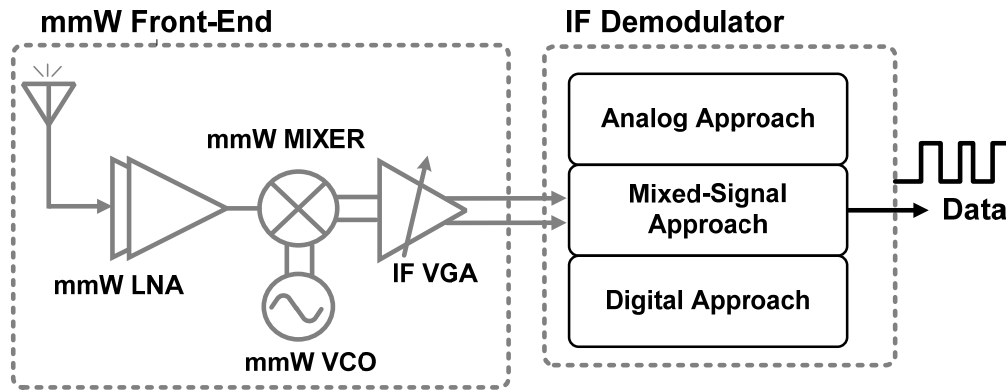 mmW Front-End
IF Demodulator
Analog Approach
mmW MIXER
Mixed-Signal
Approach
Data
mmW LNA
IF VGA
Digital Approach
mmW VCO